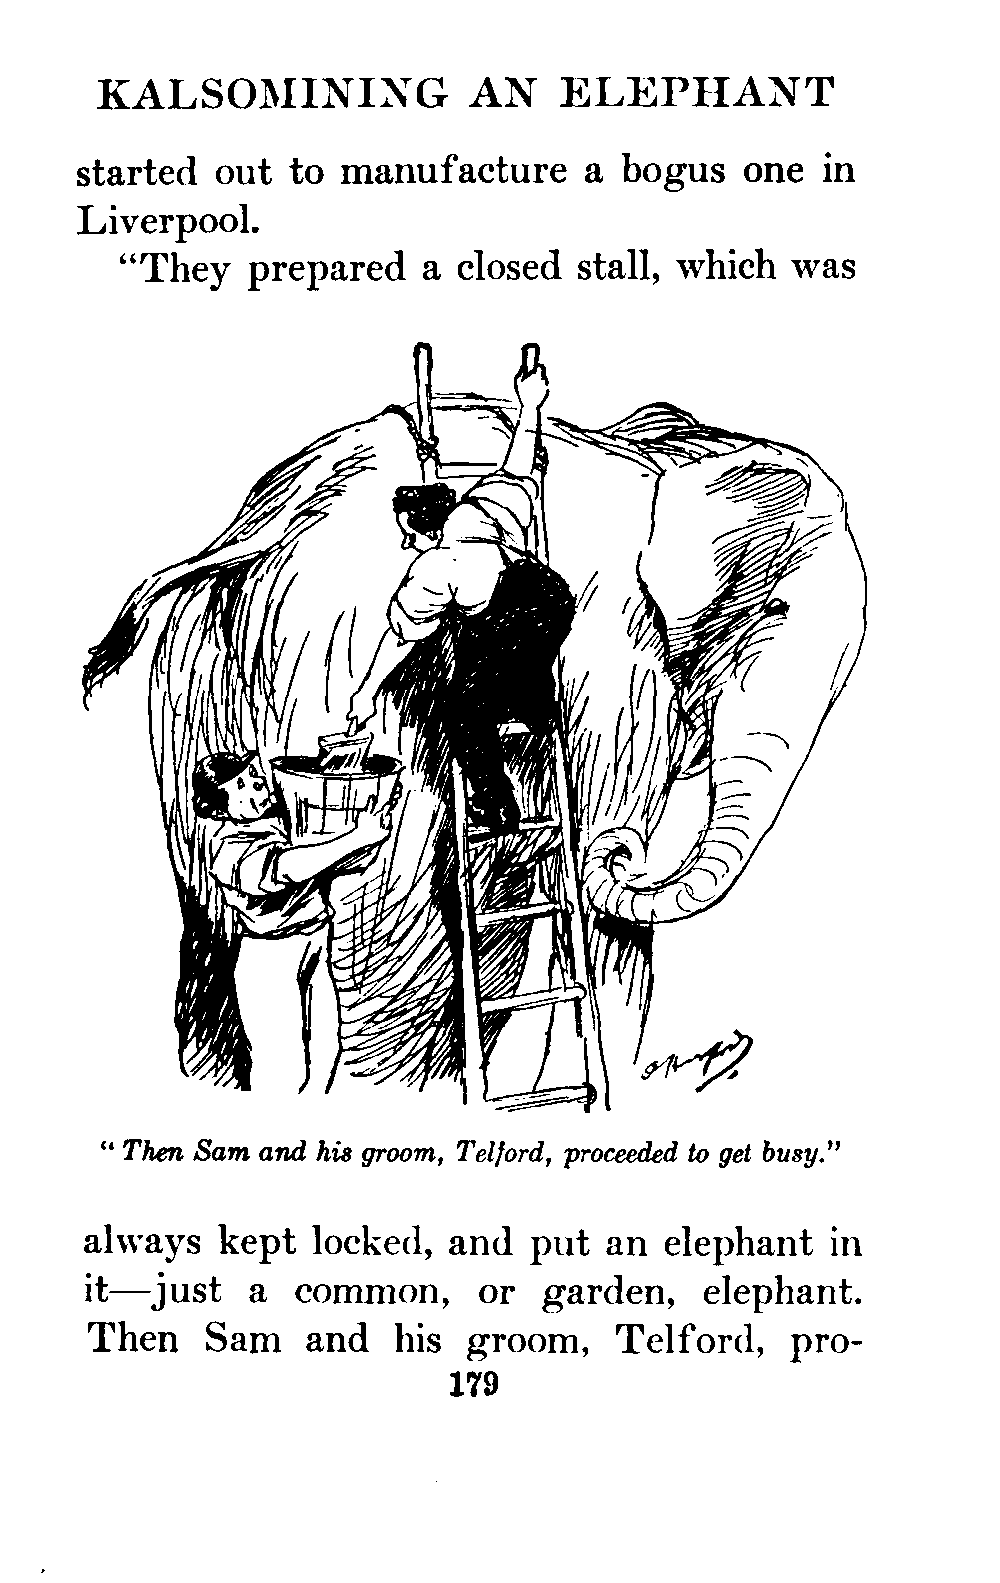 KALSOMINING AN ELEPHANT
started out to manufacture a bogus one in
Liverpool.
“They prepared a closed stall, which was
“Then Sam and his groom, Telford, proceeded to get busy.”
always kept locked, and put an elephant in
it—just a common, or garden, elephant.
Then Sam and his groom, Telford, pro-
179